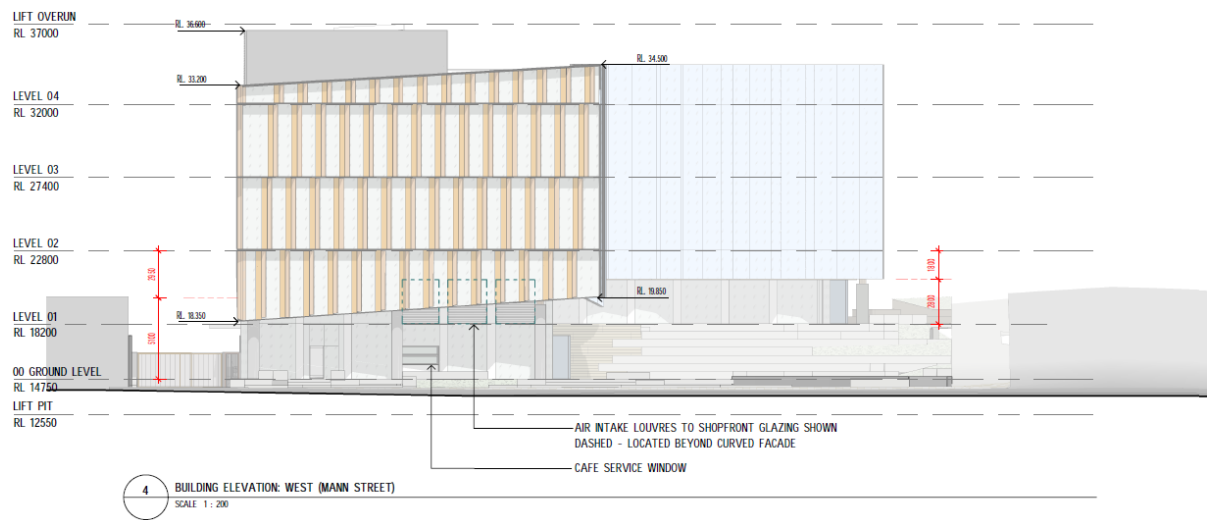 LIFT OVERUN
RL 37000
RL 36.600
RL 34.500
RL 33.200
LEVEL 04
RL 32000
LEVEL 03
RL 27400
LEVEL 02
RL 22800
2950
1800
2800
RL 19.850
RL 18.350
LEVEL 01
RL 18200
3100
00 GROUND LEVEL
RL 14750
LIFT PIT
RL 12550
AIR INTAKE LOUVRES TO SHOPFRONT GLAZING SHOWN
DASHED - LOCATED BEYOND CURVED FACADE
CAFE SERVICE WINDOW
4
BUILDING ELEVATION: WEST (MANN STREET)
SCALE 1 : 200